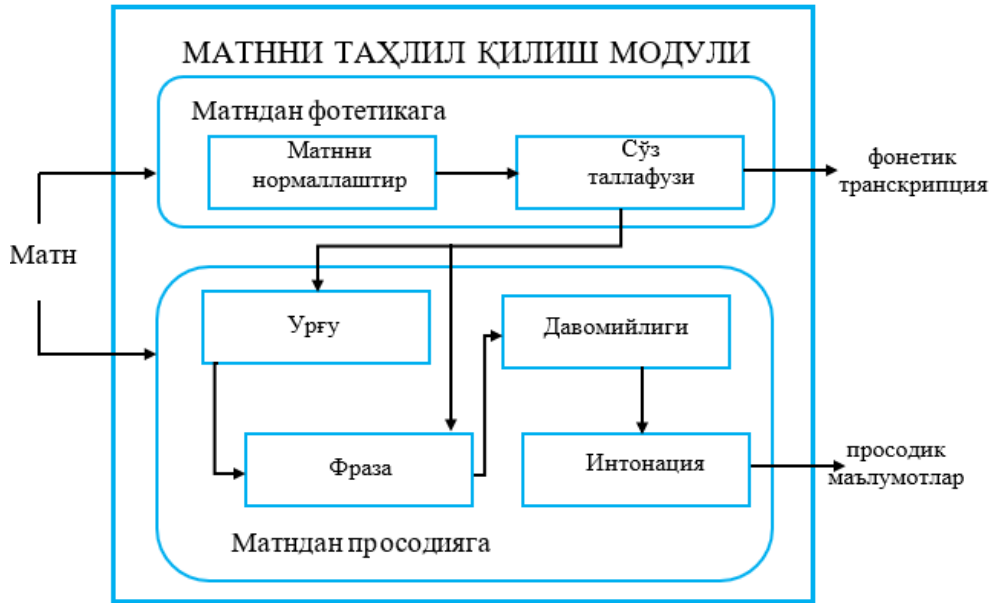 МАТННИ ТАҲЛИЛ ҚИЛИШ МОДУЛИ
Матндан фотетикага
Матнни
нормаллаштир
Сўз
таллафузи
фонетик
транскрипция
Матн
Урғу
Давомийлиги
Фраза
Интонация
просодик
маълумотлар
Матндан просодияга